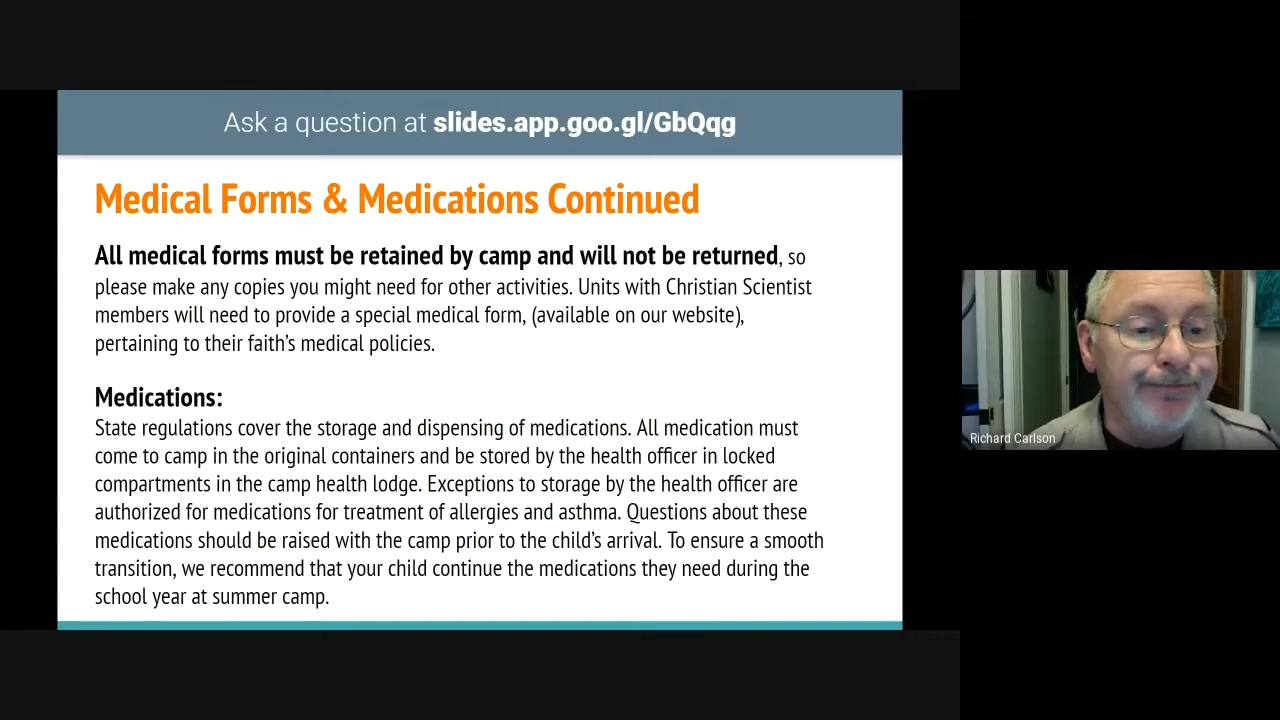 Ask a question at slides.app.goo.gl/GbQqg
Medical Forms & Medications Continued
All medical forms must be retained by camp and will not be returned, so
please make any copies you might need for other activities. Units with Christian Scientist
members will need to provide a special medical form, (available on our website),
pertaining to their faith's medical policies.
Medications:
State regulations cover the storage and dispensing of medications. All medication must
come to camp in the original containers and be stored by the health officer in locked
compartments in the camp health lodge. Exceptions to storage by the health officer are
authorized for medications for treatment of allergies and asthma. Questions about these
medications should be raised with the camp prior to the child's arrival. To ensure a smooth
transition, we recommend that your child continue the medications they need during the
school year at summer camp.
Richard Carlson